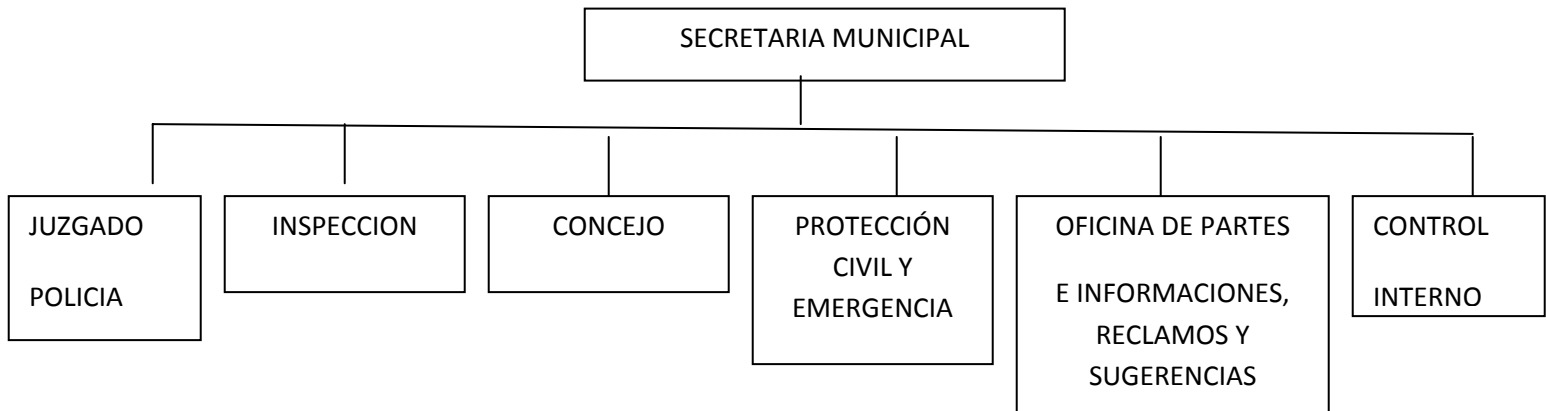 SECRETARIA MUNICIPAL
JUZGADO
POLICIA
INSPECCION
CONCEJO
PROTECCIÓN
CIVIL Y
EMERGENCIA
OFICINA DE PARTES
E INFORMACIONES,
RECLAMOS Y
SUGERENCIAS
CONTROL
INTERNO